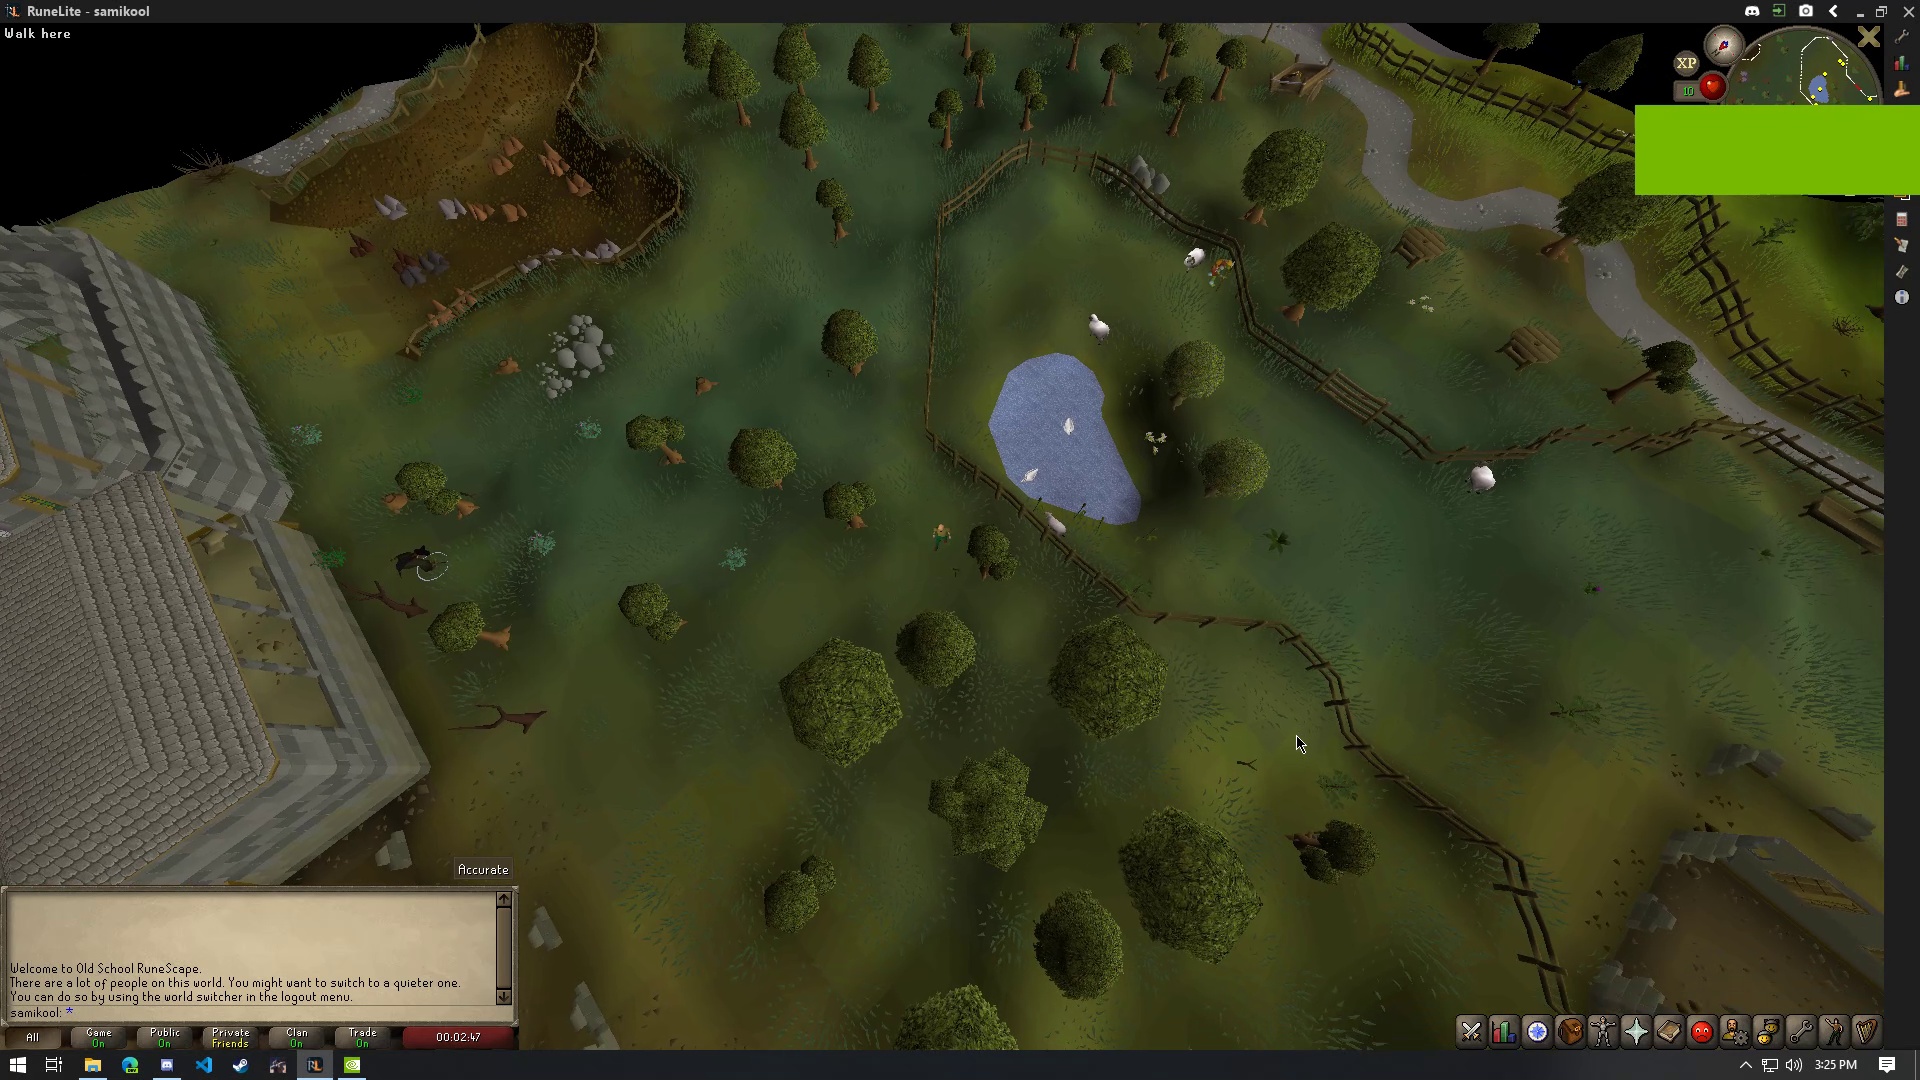 RuneLite - samikool
Walk here
XP
10
Accurate
Welcome to Old School RuneScape.
There are a lot of people on this world. You might want to switch to a quieter one.
You can do so by using the world switcher in the logout menu.
samikool: *
All
Game
On
Public
On
Private
Friends
Clan
On
Trade
On
00:02:47
3:25 PM